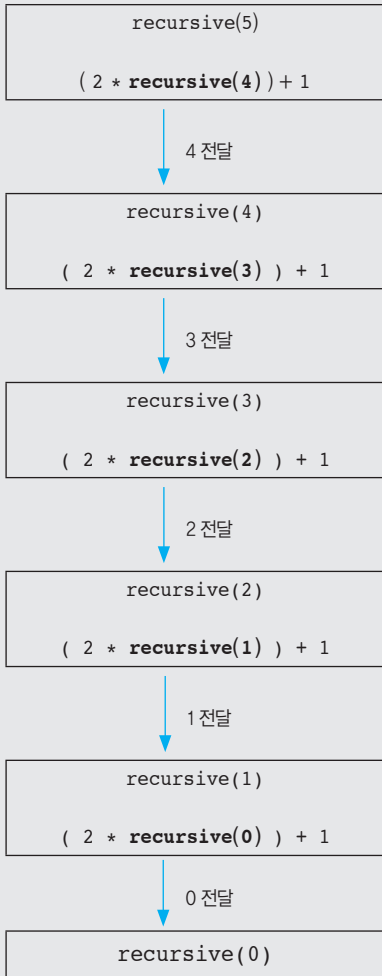 recursive(5)
( 2 * recursive(4) ) + 1
4 전달
recursive(4)
( 2 * recursive(3) ) + 1
3 전달
recursive(3)
( 2 * recursive(2) ) + 1
2 전달
recursive(2)
( 2 * recursive(1) ) + 1
1 전달
recursive(1)
( 2 * recursive(0) ) + 1
0 전달
recursive(0)